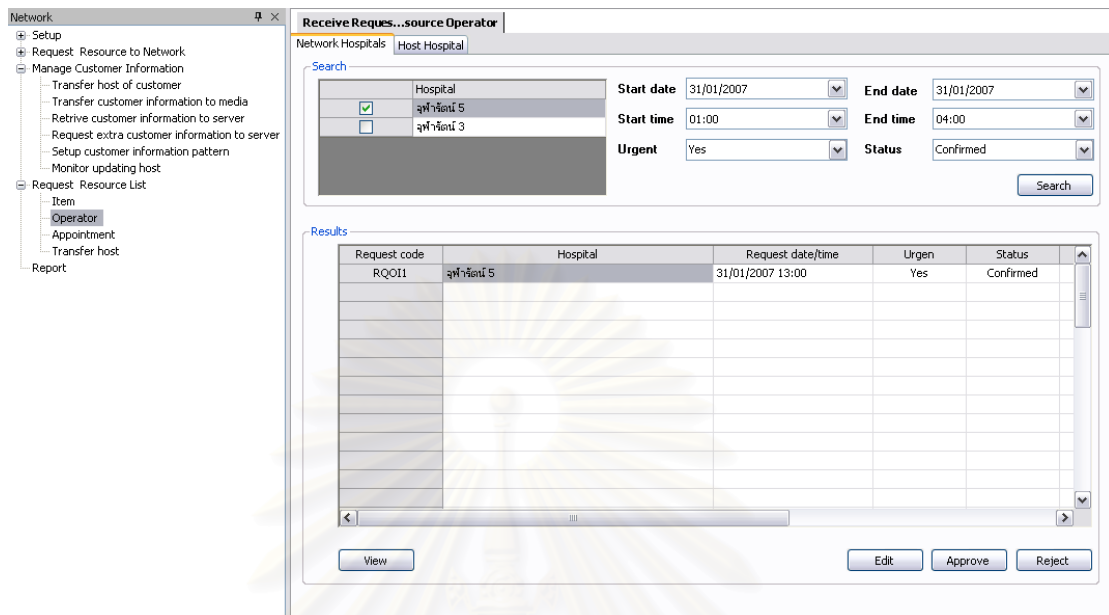 Network
Setup
Request Resource to Network
Manage Customer Information
Transfer host of customer
Transfer customer information to media
Retrive customer information to server
Request extra customer information to server
Setup customer information pattern
Monitor updating host
Request Resource List
Item
Operator
Appointment
Transfer host
Report
Receive Reques...source Operator
Network Hospitals Host Hospital
Search
Hospital
จุฬารัตน์ 5
จุฬารัตน์ 3
Start date 31/01/2007 End date 31/01/2007
Start time 01:00 End time 04:00
Urgent Yes Status Confirmed
Search
Results
Request code Hospital Request date/time Urgen Status
RQOI1 จุฬารัตน์ 5 31/01/2007 13:00 Yes Confirmed
View Edit Approve Reject